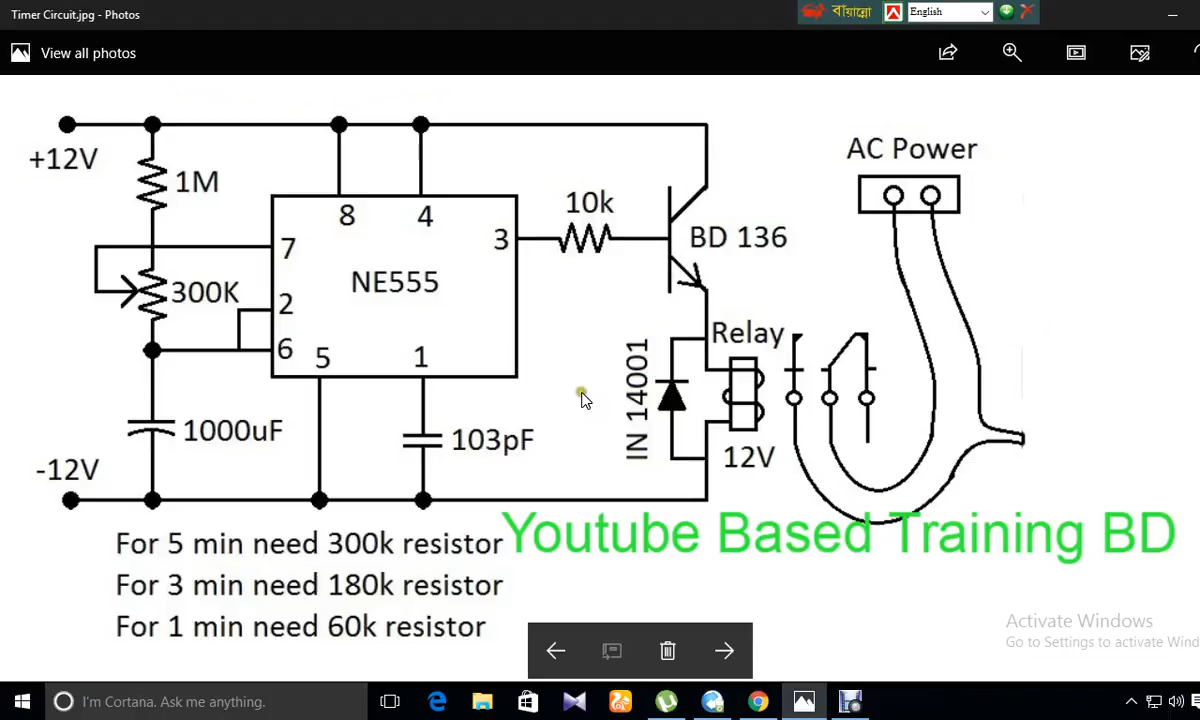 Timer Circuit.jpg - Photos
বায়ান্নো
English
View all photos
+12V
1M
300K
1000uF
-12V
8
4
7
2
6
5
1
3
NE555
103pF
10k
BD 136
Relay
IN 14001
12V
AC Power
For 5 min need 300k resistor
For 3 min need 180k resistor
For 1 min need 60k resistor
Youtube Based Training BD
Activate Windows
Go to Settings to activate Wind
I'm Cortana. Ask me anything.